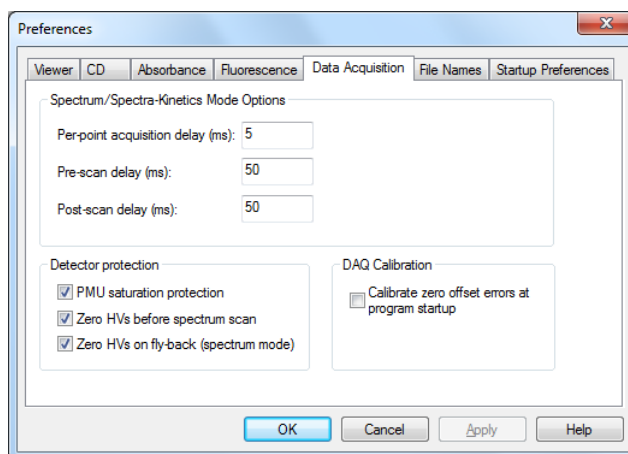 Preferences
Viewer CD Absorbance Fluorescence Data Acquisition File Names Startup Preferences
Spectrum/Spectra-Kinetics Mode Options
Per-point acquisition delay (ms): 5
Pre-scan delay (ms): 50
Post-scan delay (ms): 50
Detector protection
PMU saturation protection
Zero HVs before spectrum scan
Zero HVs on fly-back (spectrum mode)
DAQ Calibration
Calibrate zero offset errors at
program startup
OK Cancel Apply Help